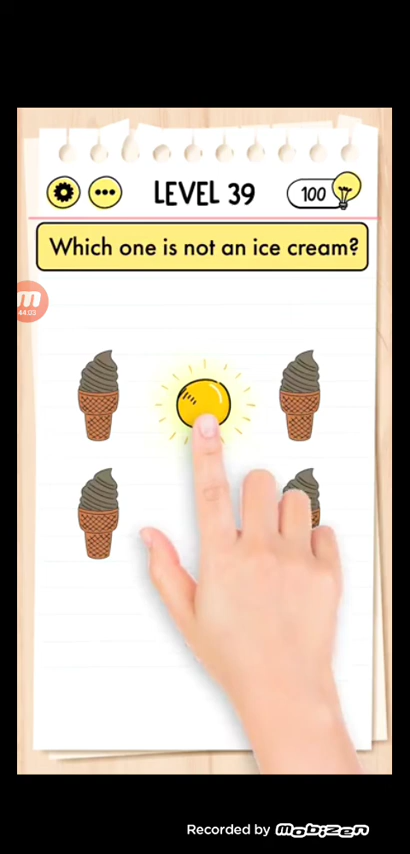 LEVEL 39
100
Which one is not an ice cream?
m
44:03
Recorded by mobizen